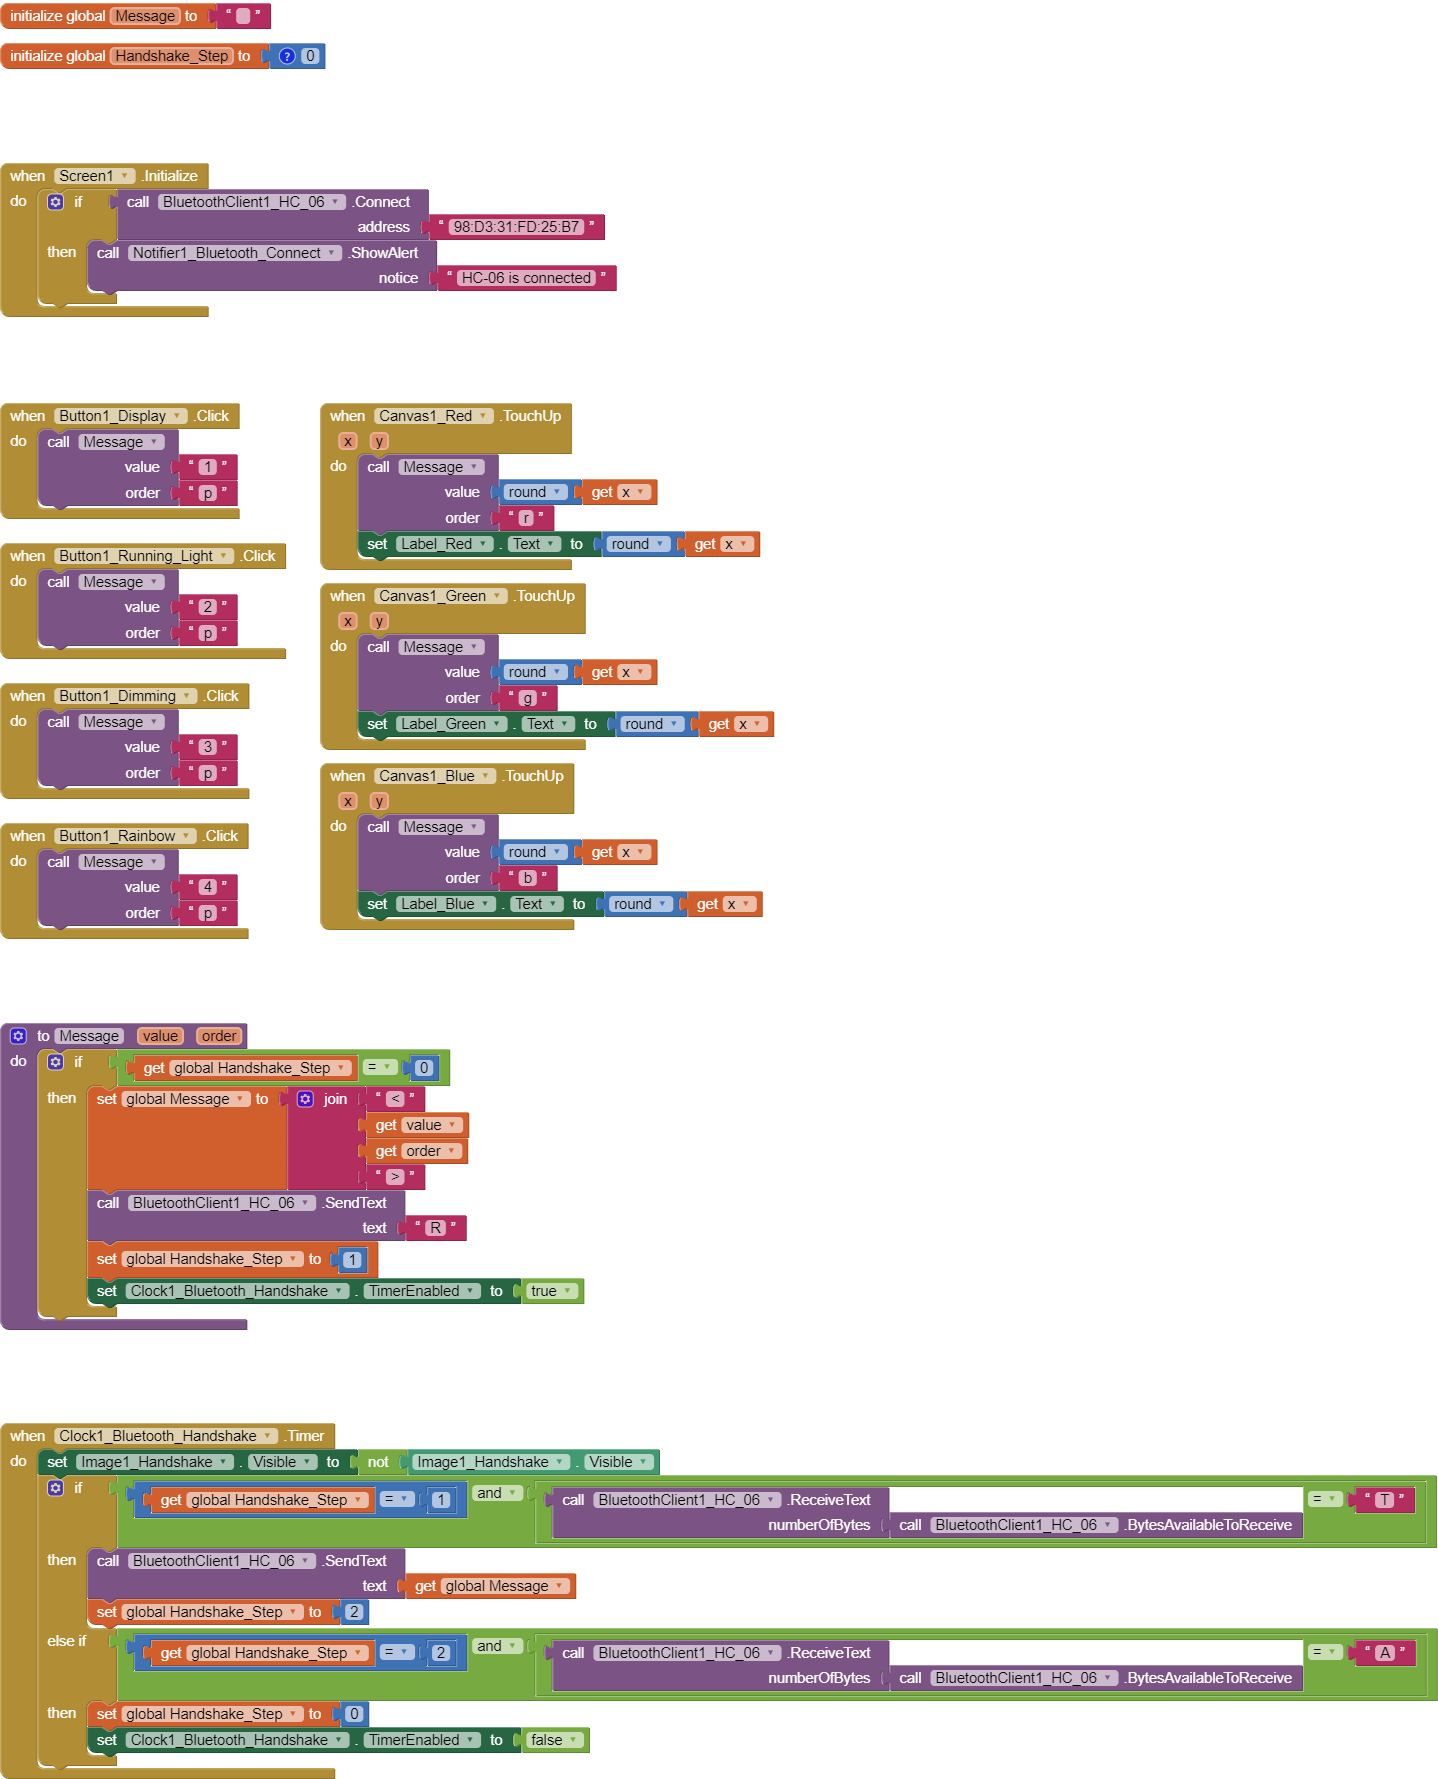 initialize global Message to “ ”
initialize global Handshake_Step to ? 0
when Screen1 .Initialize
do if call BluetoothClient1_HC_06 .Connect
address “ 98:D3:31:FD:25:B7 ”
then call Notifier1_Bluetooth_Connect .ShowAlert
notice “ HC-06 is connected ”
when Button1_Display .Click
do call Message
value “ 1 ”
order “ p ”
when Button1_Running_Light .Click
do call Message
value “ 2 ”
order “ p ”
when Button1_Dimming .Click
do call Message
value “ 3 ”
order “ p ”
when Button1_Rainbow .Click
do call Message
value “ 4 ”
order “ p ”
when Canvas1_Red .TouchUp
x y
do call Message
value round get x
order “ r ”
set Label_Red . Text to round get x
when Canvas1_Green .TouchUp
x y
do call Message
value round get x
order “ g ”
set Label_Green . Text to round get x
when Canvas1_Blue .TouchUp
x y
do call Message
value round get x
order “ b ”
set Label_Blue . Text to round get x
to Message value order
do if get global Handshake_Step = 0
then set global Message to join “ < ”
get value
get order
“ > ”
call BluetoothClient1_HC_06 .SendText
text “ R ”
set global Handshake_Step to 1
set Clock1_Bluetooth_Handshake . TimerEnabled to true
when Clock1_Bluetooth_Handshake .Timer
do set Image1_Handshake . Visible to not Image1_Handshake . Visible
if get global Handshake_Step = 1 and call BluetoothClient1_HC_06 .ReceiveText = “ T ”
numberOfBytes call BluetoothClient1_HC_06 .BytesAvailableToReceive
then call BluetoothClient1_HC_06 .SendText
text get global Message
set global Handshake_Step to 2
else if get global Handshake_Step = 2 and call BluetoothClient1_HC_06 .ReceiveText = “ A ”
numberOfBytes call BluetoothClient1_HC_06 .BytesAvailableToReceive
then set global Handshake_Step to 0
set Clock1_Bluetooth_Handshake . TimerEnabled to false